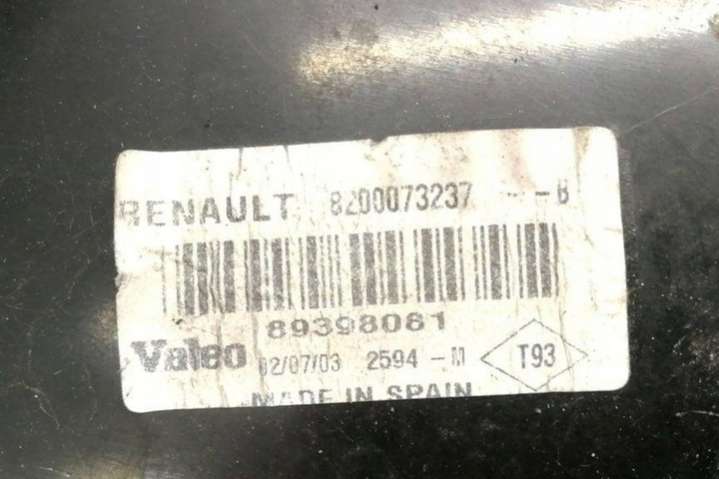 RENAULT 8200073237 --B
89398081
Valeo 02/07/03 2594-M T93
MADE IN SPAIN